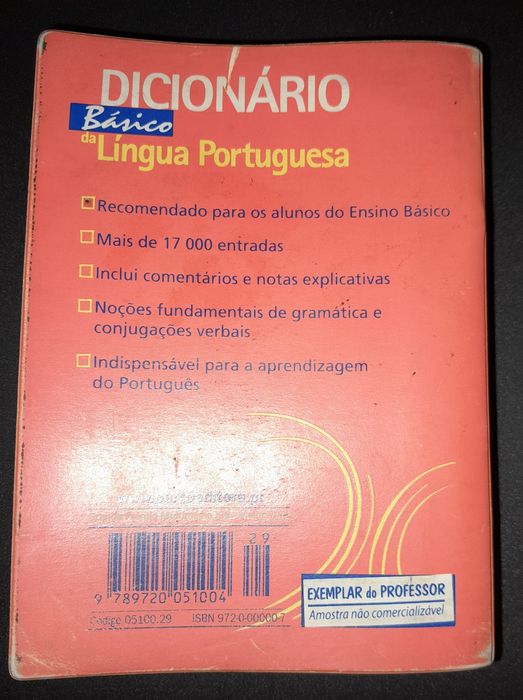 DICIONÁRIO
Básico
da Língua Portuguesa
Recomendado para os alunos do Ensino Básico
Mais de 17 000 entradas
Inclui comentários e notas explicativas
Noções fundamentais de gramática e
conjugações verbais
Indispensável para a aprendizagem
do Português
29
9 789720 051004
Código 05100.29 ISBN 972-0-00000-7
EXEMPLAR do PROFESSOR
Amostra não comercializável